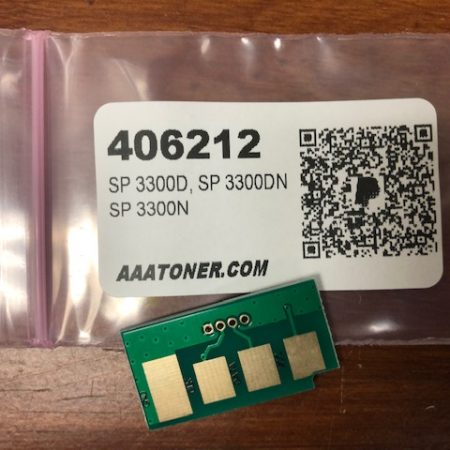 406212
SP 3300D, SP 3300DN
SP 3300N
AAATONER.COM